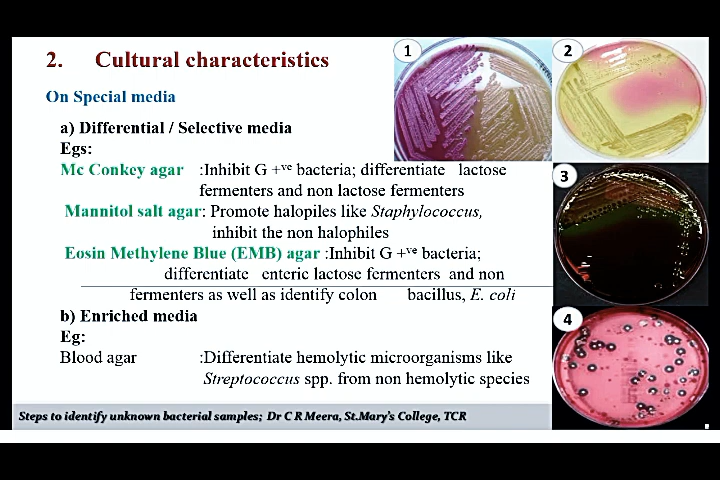 2. Cultural characteristics
On Special media
a) Differential / Selective media
Egs:
Mc Conkey agar :Inhibit G +ve bacteria; differentiate lactose
fermenters and non lactose fermenters
Mannitol salt agar: Promote halopiles like Staphylococcus,
inhibit the non halophiles
Eosin Methylene Blue (EMB) agar :Inhibit G +ve bacteria;
differentiate enteric lactose fermenters and non
fermenters as well as identify colon bacillus, E. coli
b) Enriched media
Eg:
Blood agar :Differentiate hemolytic microorganisms like
Streptococcus spp. from non hemolytic species
1
2
3
4
Steps to identify unknown bacterial samples; Dr C R Meera, St.Mary's College, TCR